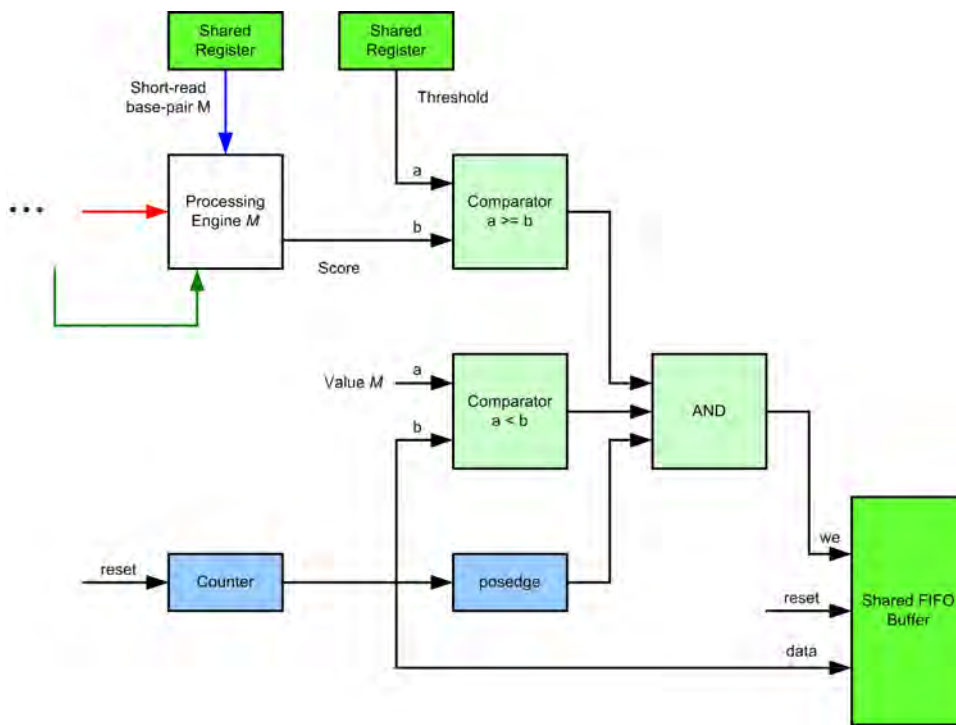 Shared
Register
Shared
Register
Short-read
base-pair M
Threshold
a
Processing
Engine M
Comparator
a >= b
b
Score
Value M
a
Comparator
a < b
AND
b
we
reset
Counter
posedge
reset
Shared FIFO
Buffer
data